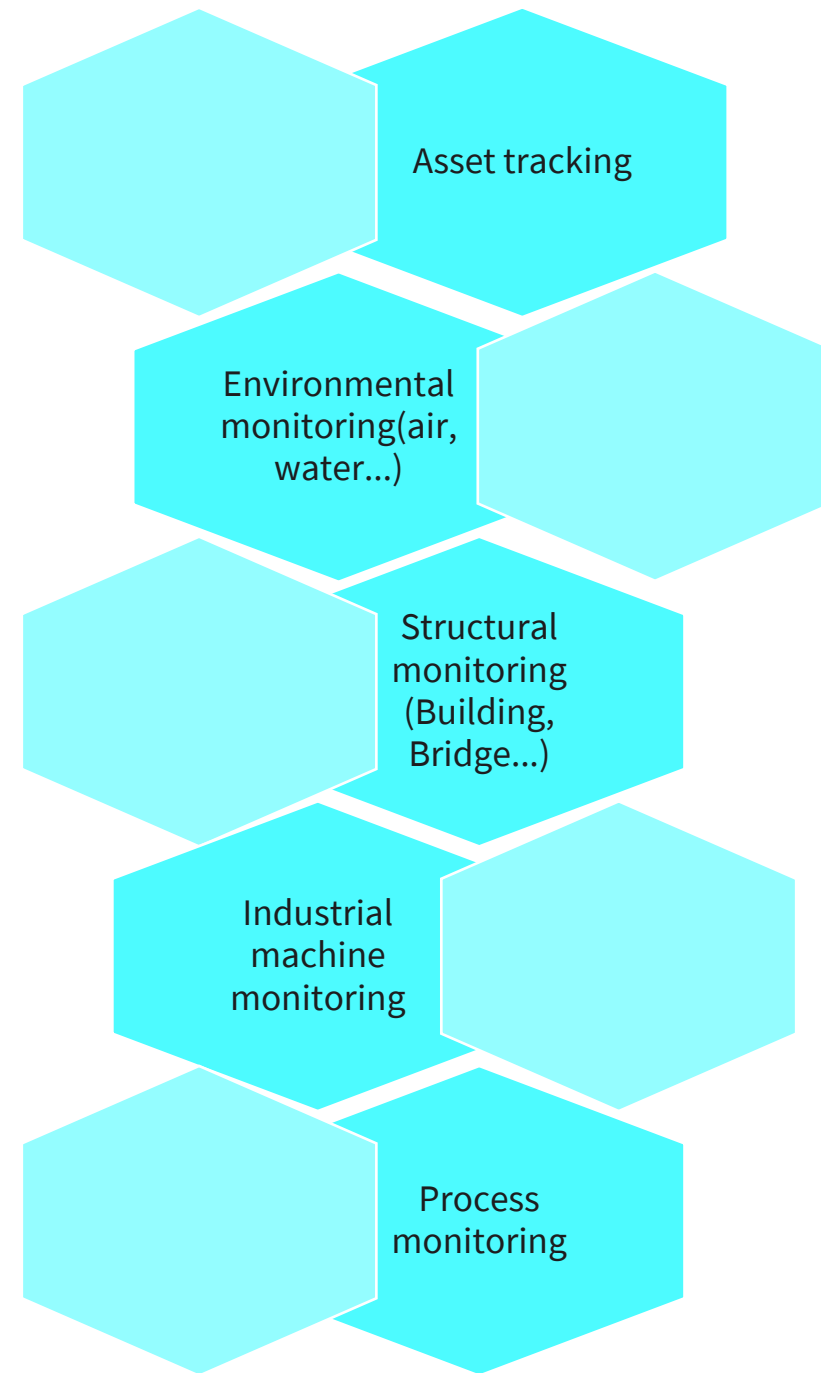 Asset tracking
Environmental
monitoring(air,
water...)
Structural
monitoring
(Building,
Bridge...)
Industrial
machine
monitoring
Process
monitoring